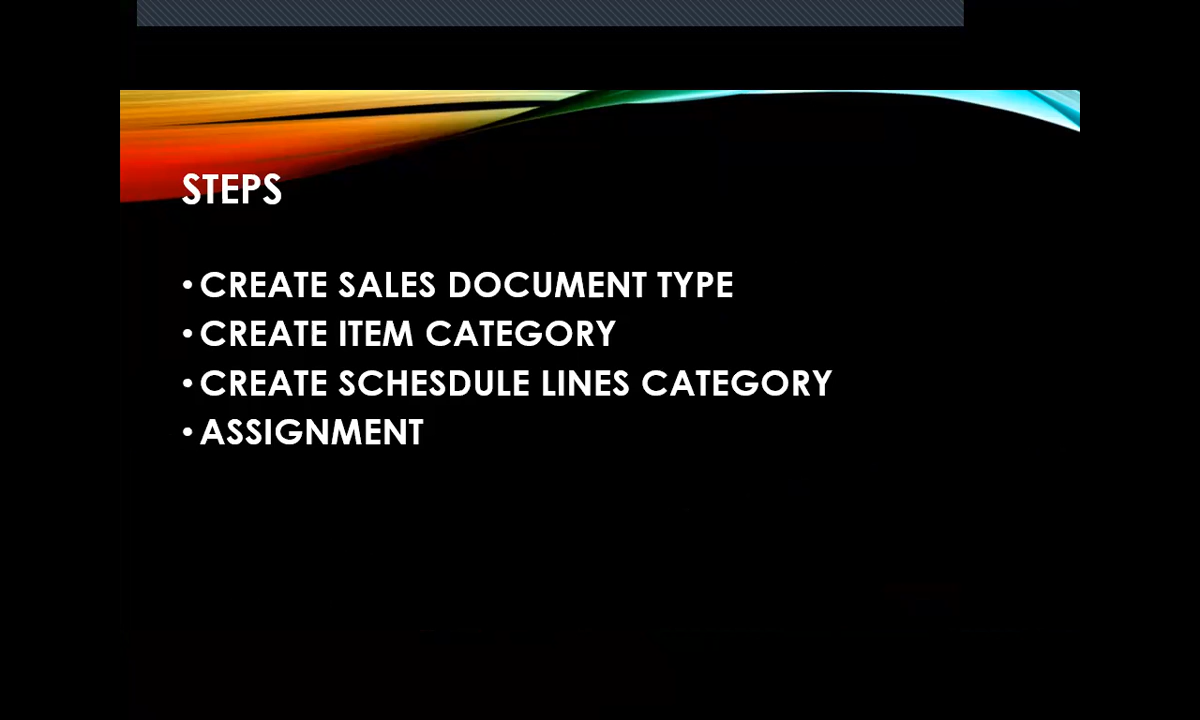 STEPS
• CREATE SALES DOCUMENT TYPE
• CREATE ITEM CATEGORY
• CREATE SCHESDULE LINES CATEGORY
• ASSIGNMENT